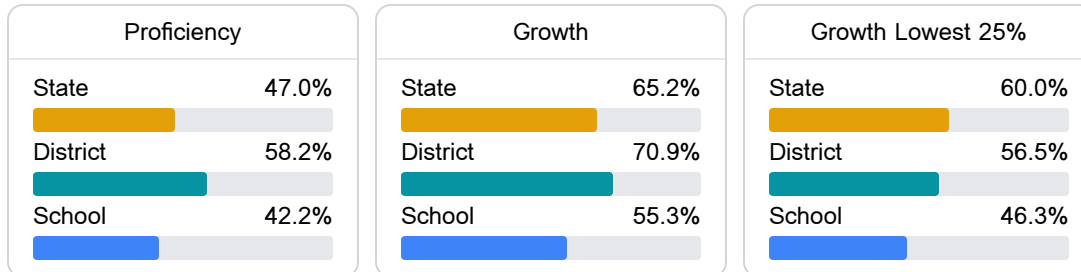 Proficiency
State 47.0%
District 58.2%
School 42.2%
Growth
State 65.2%
District 70.9%
School 55.3%
Growth Lowest 25%
State 60.0%
District 56.5%
School 46.3%